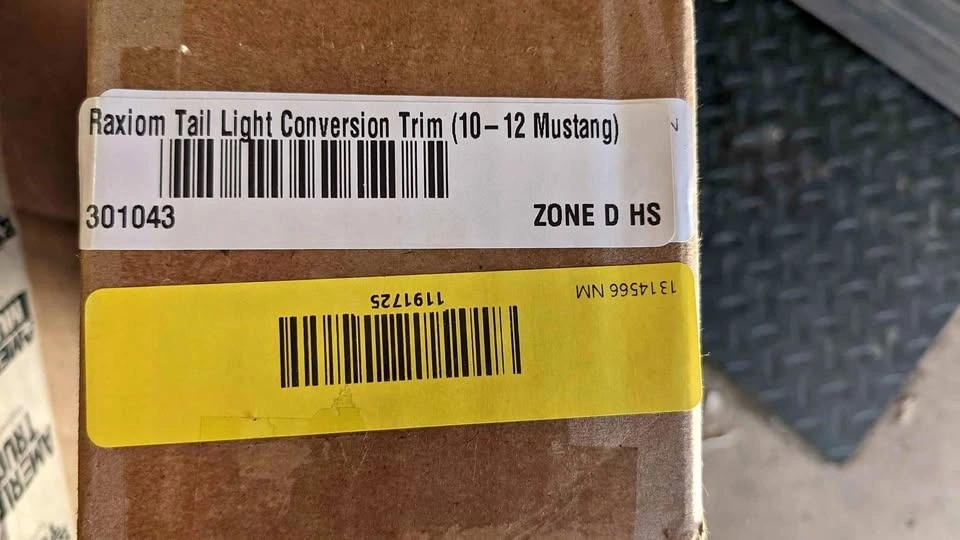 Raxiom Tail Light Conversion Trim (10-12 Mustang)
301043
ZONE D HS
1191725
1314566 NM